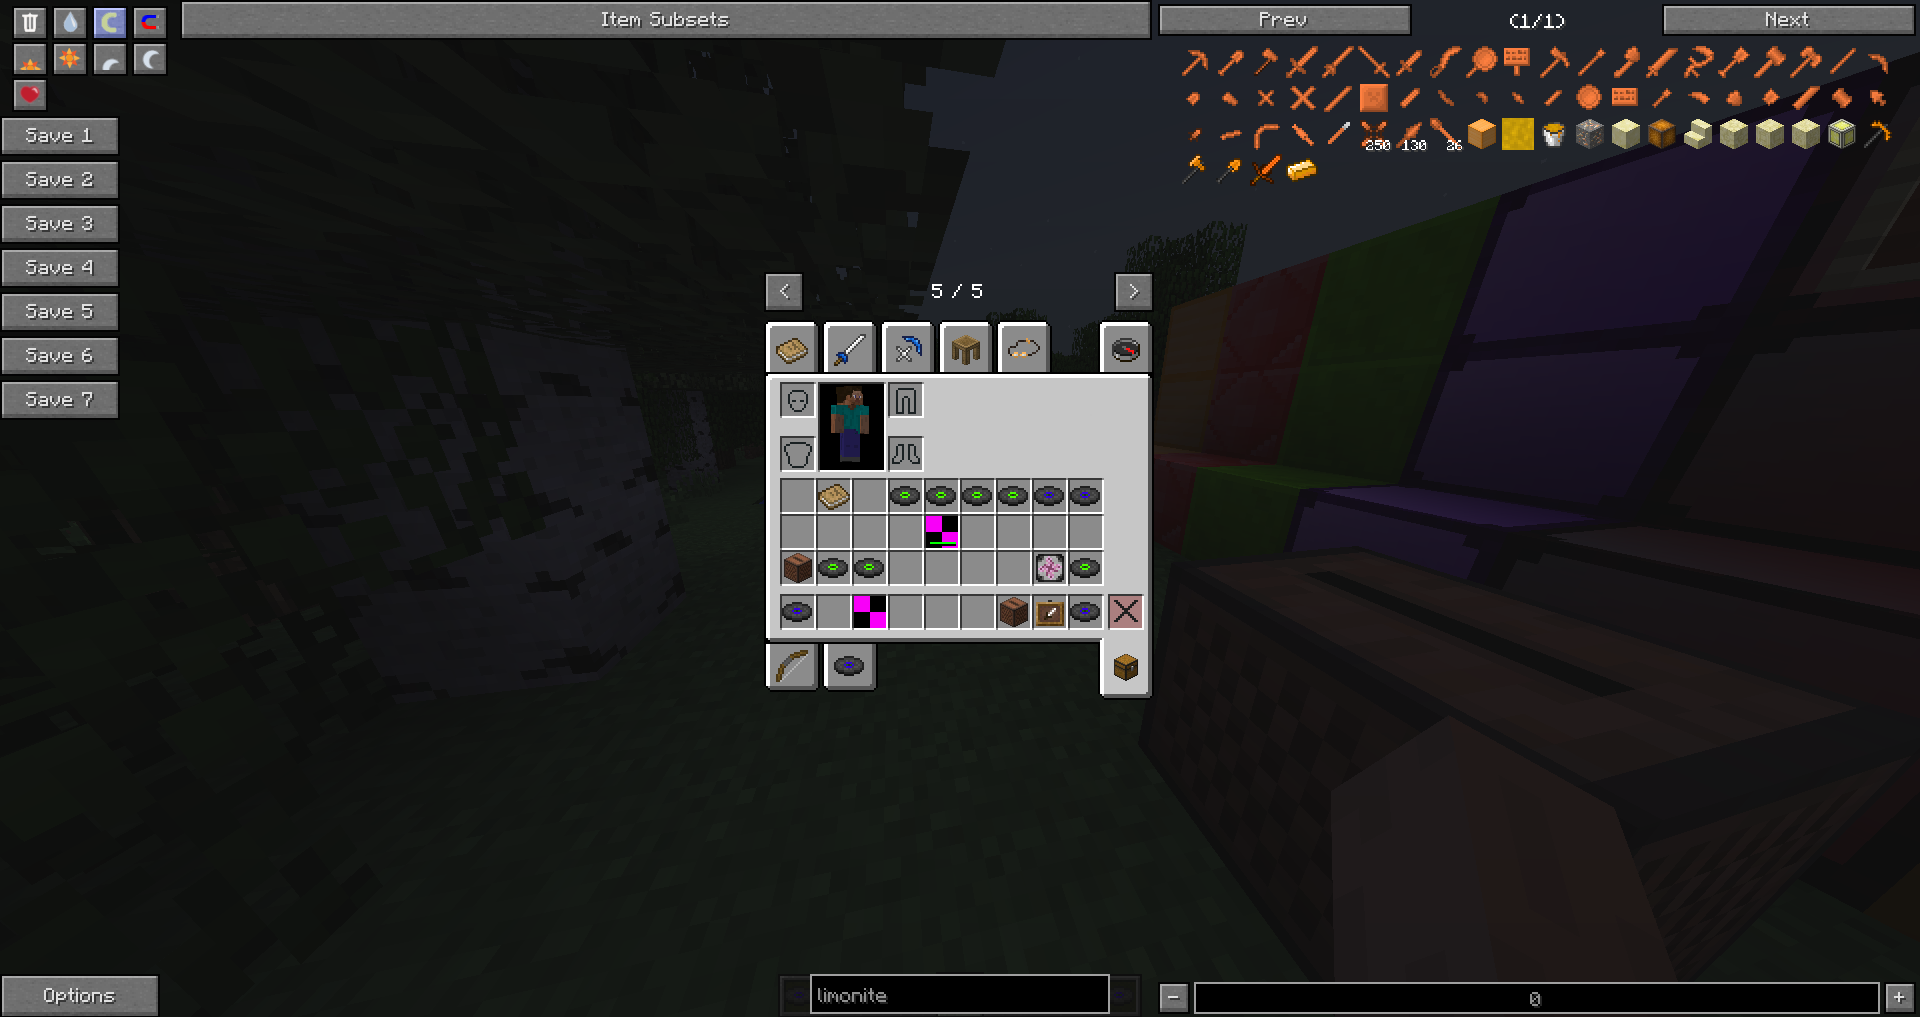 Item Subsets
Prev
(1/1)
Next
Save 1
Save 2
Save 3
Save 4
Save 5
Save 6
Save 7
250
130
26
5 / 5
Options
limonite
0